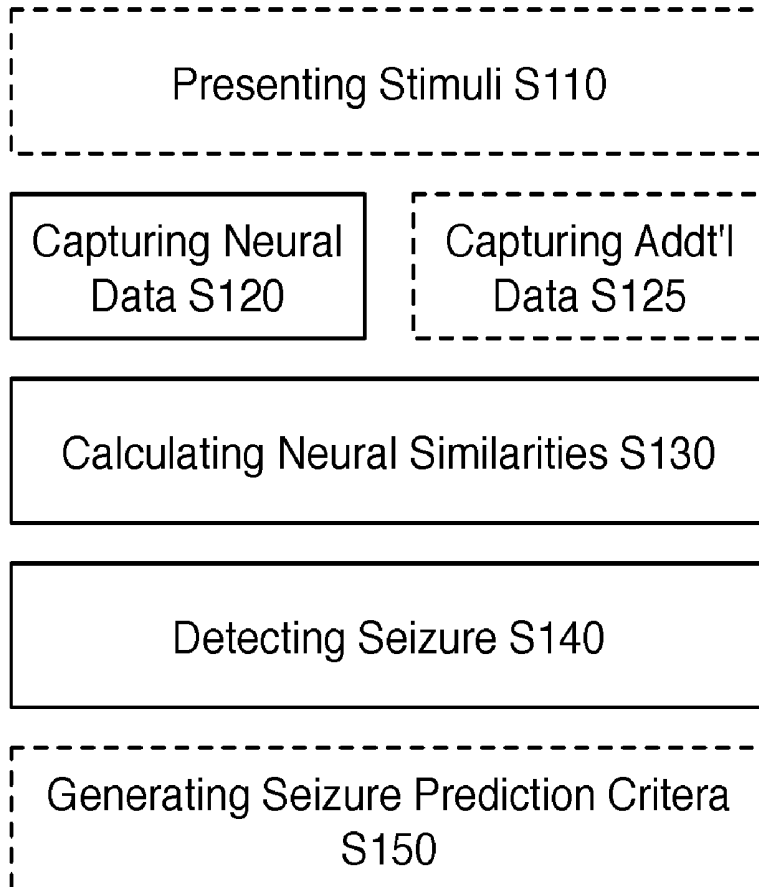 Presenting Stimuli S110
Capturing Neural
Data S120
Capturing Addt'l
Data S125
Calculating Neural Similarities S130
Detecting Seizure S140
Generating Seizure Prediction Critera
S150